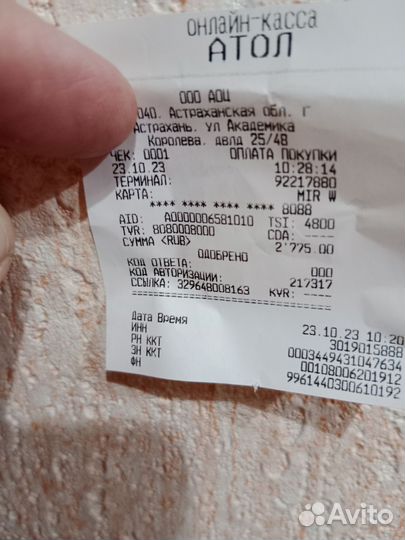 ОНЛАЙН-КАССА
АТОЛ
ООО АОЦ
040. Астраханская обл. г
Астрахань. ул Академика
Королева. двлд 25/48
ЧЕК: 0001 ОПЛАТА ПОКУПКИ
23.10.23 10:28:14
ТЕРМИНАЛ: 92217880
КАРТА: MIR W
**** **** **** 8088
AID: A0000006581010 TSI: 4800
TVR: 8080008000 CDA: ----
СУММА <RUB> 2'775.00
ОДОБРЕНО
КОД ОТВЕТА: 000
КОД АВТОРИЗАЦИИ: 217317
ССЫЛКА: 329648008163 KVR: ----
Дата Время 23.10.23 10:20
ИНН 3019015888
РН ККТ 0003449431047634
ЗН ККТ 00108006201912
ФН 9961440300610192
Avito